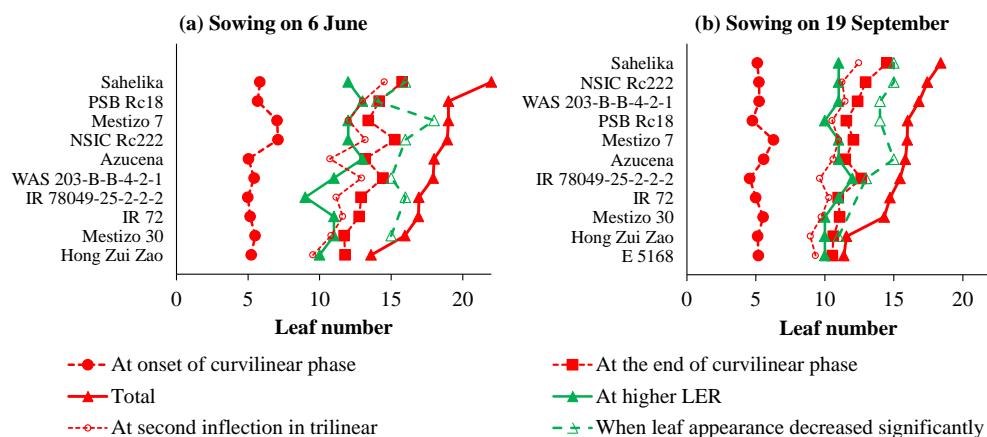 (a) Sowing on 6 June
Sahelika
PSB Rc18
Mestizo 7
NSIC Rc222
Azucena
WAS 203-B-B-4-2-1
IR 78049-25-2-2-2
IR 72
Mestizo 30
Hong Zui Zao
0 5 10 15 20
Leaf number
(b) Sowing on 19 September
Sahelika
NSIC Rc222
WAS 203-B-B-4-2-1
PSB Rc18
Mestizo 7
Azucena
IR 78049-25-2-2-2
IR 72
Mestizo 30
Hong Zui Zao
E 5168
0 5 10 15 20
Leaf number
At onset of curvilinear phase
Total
At second inflection in trilinear
At the end of curvilinear phase
At higher LER
When leaf appearance decreased significantly